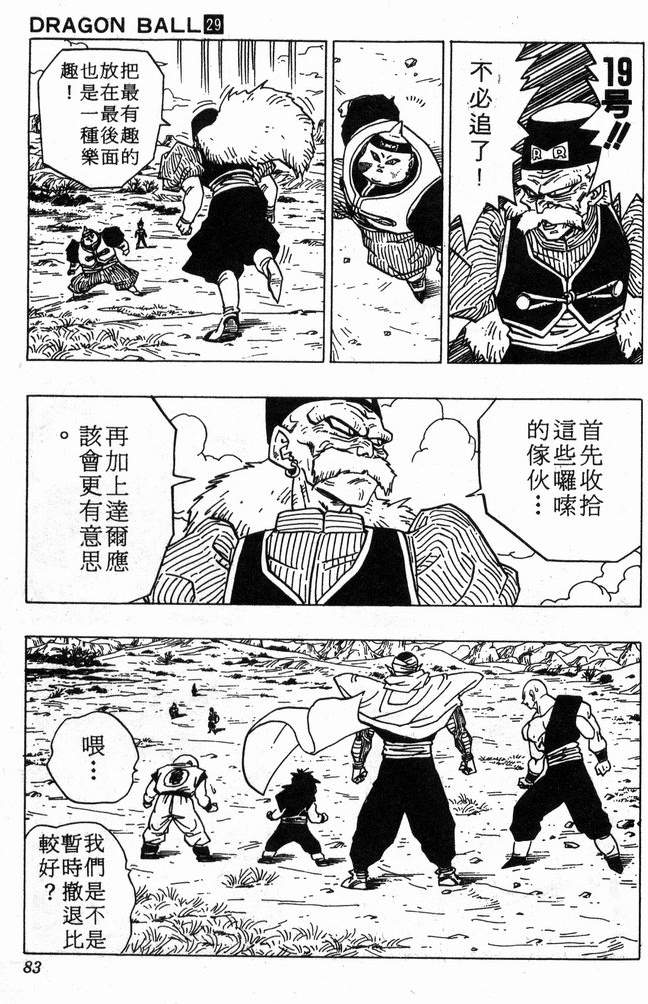 DRAGON BALL 29
19号!!
不必追了！
把最有趣的
放在最後面
也是一種樂
趣！
首先收拾
這些囉嗦
的傢伙…
再加上達爾應
該會更有意思
。
喂…
我們是不是
暫時撤退比
較好？
83